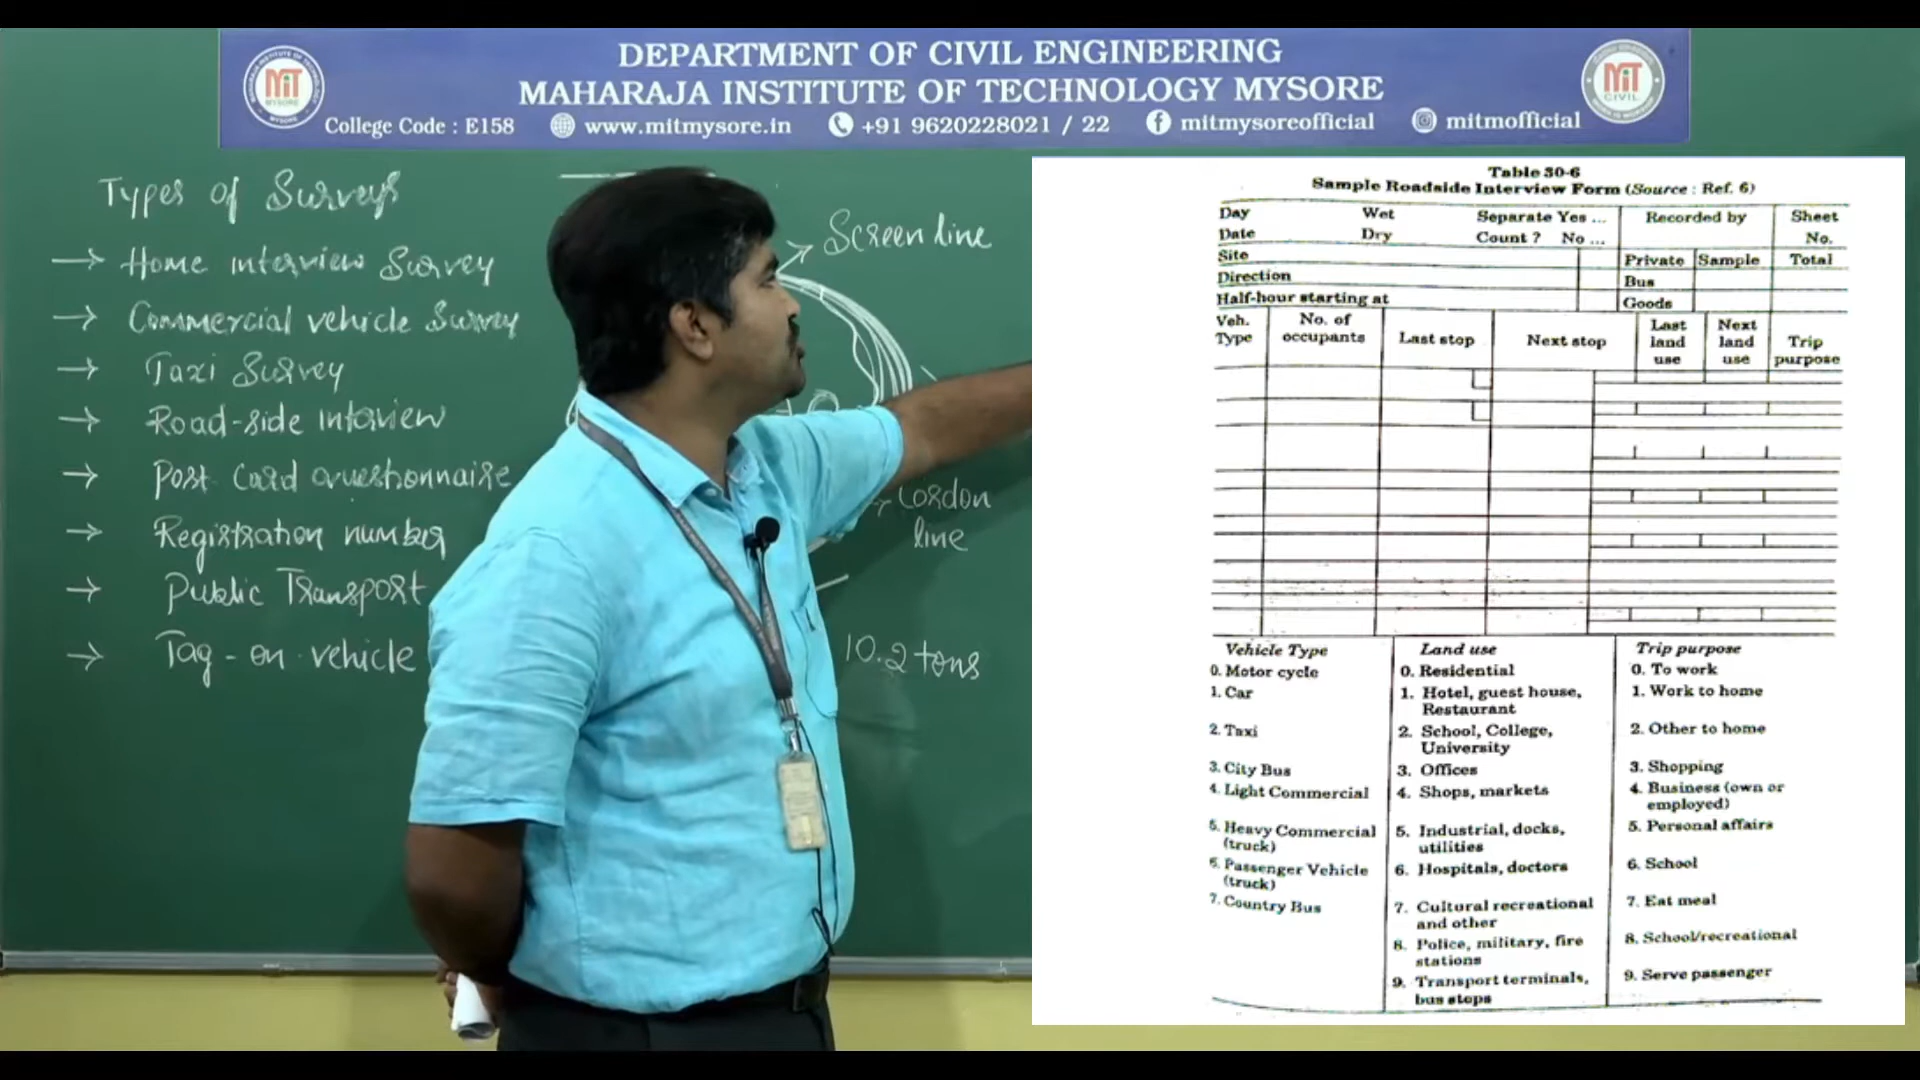 DEPARTMENT OF CIVIL ENGINEERING
MAHARAJA INSTITUTE OF TECHNOLOGY MYSORE
College Code : E158 www.mitmysore.in +91 9620228021 / 22 mitmysoreofficial mitmofficial
MIT
MYSORE
MIT
CIVIL
Types of Surveys
→ Home interview Survey
→ Commercial vehicle Survey
→ Taxi Survey
→ Road-side interview
→ Post card questionnaire
→ Registration number
→ Public Transport
→ Tag-on-vehicle
Screen line
Cordon
line
10.2 tons
Table 30-6
Sample Roadside Interview Form (Source : Ref. 6)
Day Wet Separate Yes ... Recorded by Sheet
Date Dry Count ? No ... No.
Site Private Sample Total
Direction Bus
Half-hour starting at Goods
Veh. Type No. of occupants Last stop Next stop Last land use Next land use Trip purpose
Vehicle Type
0. Motor cycle
1. Car
2. Taxi
3. City Bus
4. Light Commercial
5. Heavy Commercial
(truck)
6. Passenger Vehicle
(truck)
7. Country Bus
Land use
0. Residential
1. Hotel, guest house,
Restaurant
2. School, College,
University
3. Offices
4. Shops, markets
5. Industrial, docks,
utilities
6. Hospitals, doctors
7. Cultural recreational
and other
8. Police, military, fire
stations
9. Transport terminals,
bus stops
Trip purpose
0. To work
1. Work to home
2. Other to home
3. Shopping
4. Business (own or
employed)
5. Personal affairs
6. School
7. Eat meal
8. School/recreational
9. Serve passenger